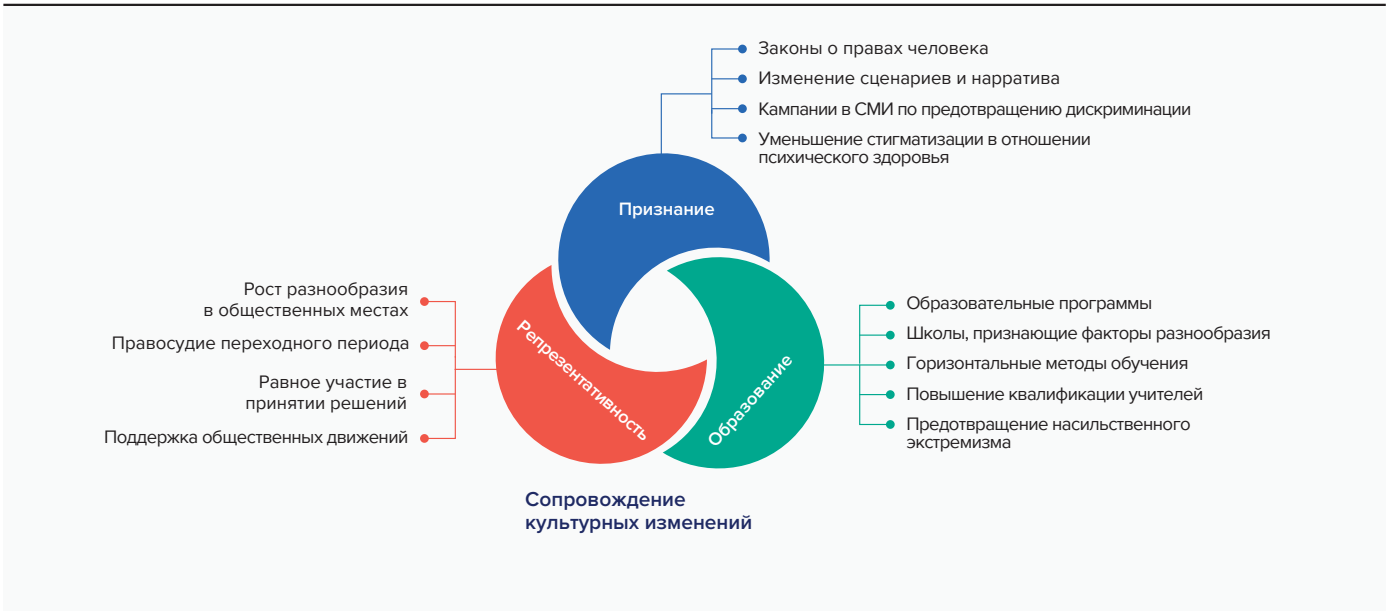 Законы о правах человека
Изменение сценариев и нарратива
Кампании в СМИ по предотвращению дискриминации
Уменьшение стигматизации в отношении
психического здоровья
Признание
Рост разнообразия
в общественных местах
Правосудие переходного периода
Равное участие в
принятии решений
Поддержка общественных движений
Репрезентативность
Образование
Образовательные программы
Школы, признающие факторы разнообразия
Горизонтальные методы обучения
Повышение квалификации учителей
Предотвращение насильственного
экстремизма
Сопровождение
культурных изменений